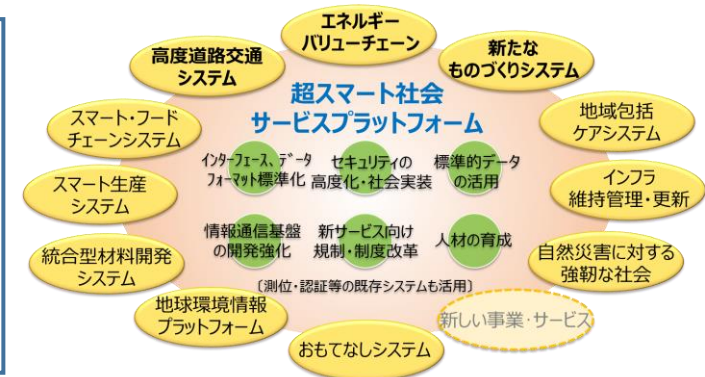 エネルギー
バリューチェーン
高度道路交通
システム
新たな
ものづくりシステム
超スマート社会
サービスプラットフォーム
スマート・フード
チェーンシステム
地域包括
ケアシステム
インターフェース、データ
フォーマット標準化
セキュリティの
高度化・社会実装
標準的データ
の活用
スマート生産
システム
インフラ
維持管理・更新
情報通信基盤
の開発強化
新サービス向け
規制・制度改革
人材の育成
統合型材料開発
システム
自然災害に対する
強靭な社会
〔測位・認証等の既存システムも活用〕
地球環境情報
プラットフォーム
新しい事業・サービス
おもてなしシステム